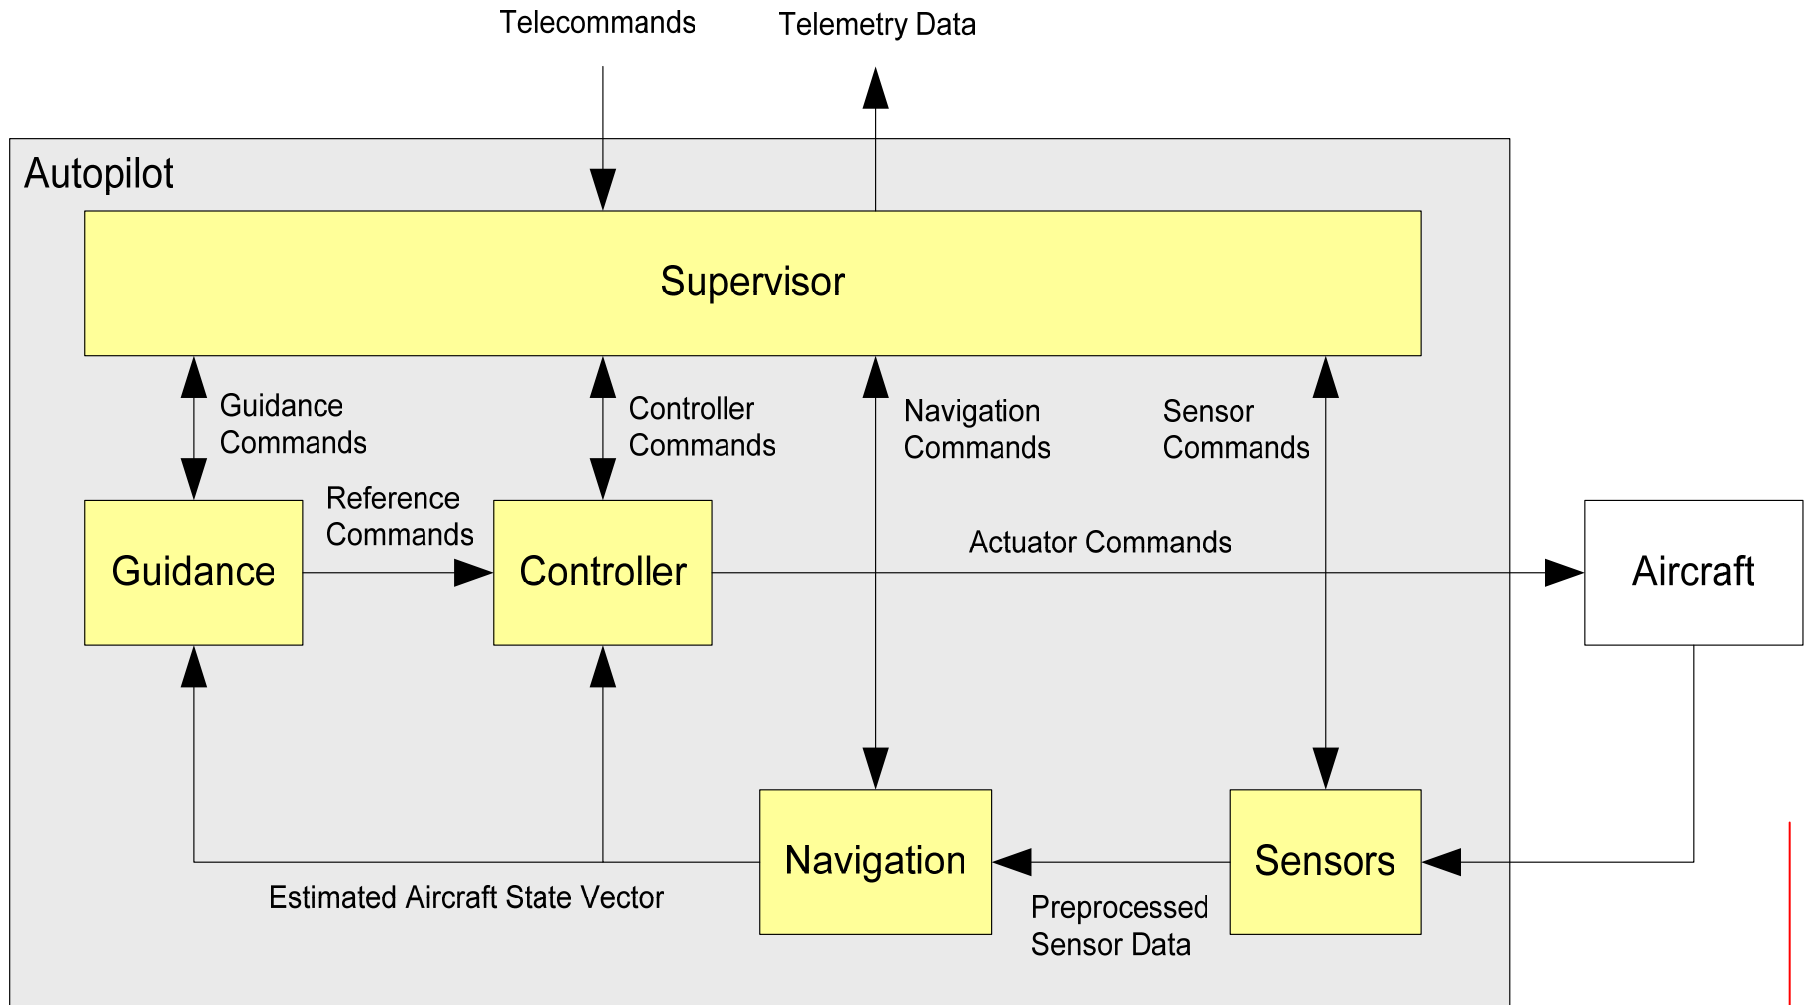 Telecommands
Telemetry Data
Autopilot
Supervisor
Guidance
Commands
Controller
Commands
Navigation
Commands
Sensor
Commands
Reference
Commands
Guidance
Controller
Actuator Commands
Aircraft
Navigation
Sensors
Estimated Aircraft State Vector
Preprocessed
Sensor Data